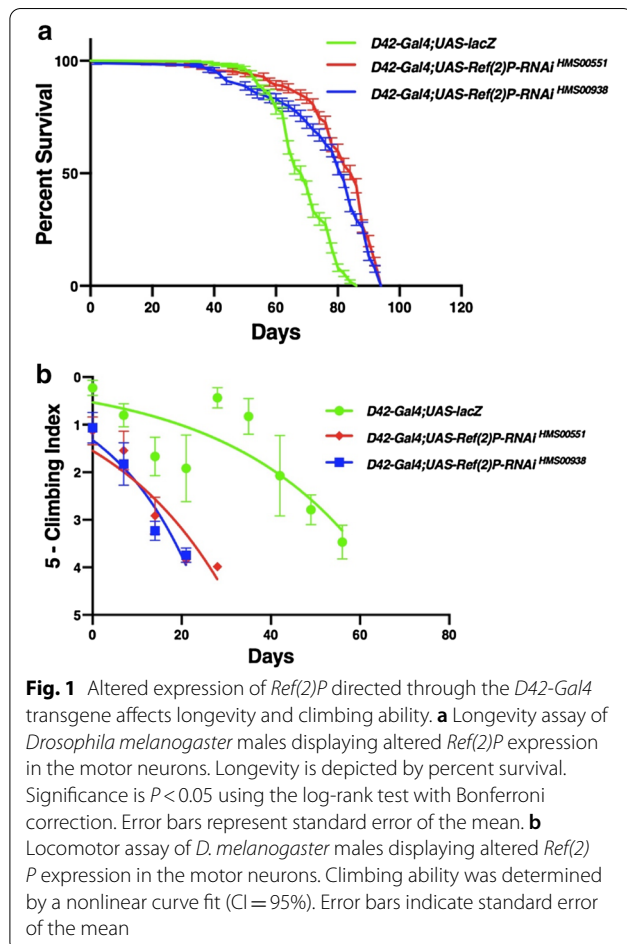 a
D42-Gal4;UAS-lacZ
D42-Gal4;UAS-Ref(2)P-RNAi HMS00551
D42-Gal4;UAS-Ref(2)P-RNAi HMS00938
Percent Survival
100
50
0
0 20 40 60 80 100 120
Days
b
D42-Gal4;UAS-lacZ
D42-Gal4;UAS-Ref(2)P-RNAi HMS00551
D42-Gal4;UAS-Ref(2)P-RNAi HMS00938
5 - Climbing Index
0
1
2
3
4
5
0 20 40 60 80
Days
Fig. 1 Altered expression of Ref(2)P directed through the D42-Gal4
transgene affects longevity and climbing ability. a Longevity assay of
Drosophila melanogaster males displaying altered Ref(2)P expression
in the motor neurons. Longevity is depicted by percent survival.
Significance is P < 0.05 using the log-rank test with Bonferroni
correction. Error bars represent standard error of the mean. b
Locomotor assay of D. melanogaster males displaying altered Ref(2)
P expression in the motor neurons. Climbing ability was determined
by a nonlinear curve fit (CI = 95%). Error bars indicate standard error
of the mean